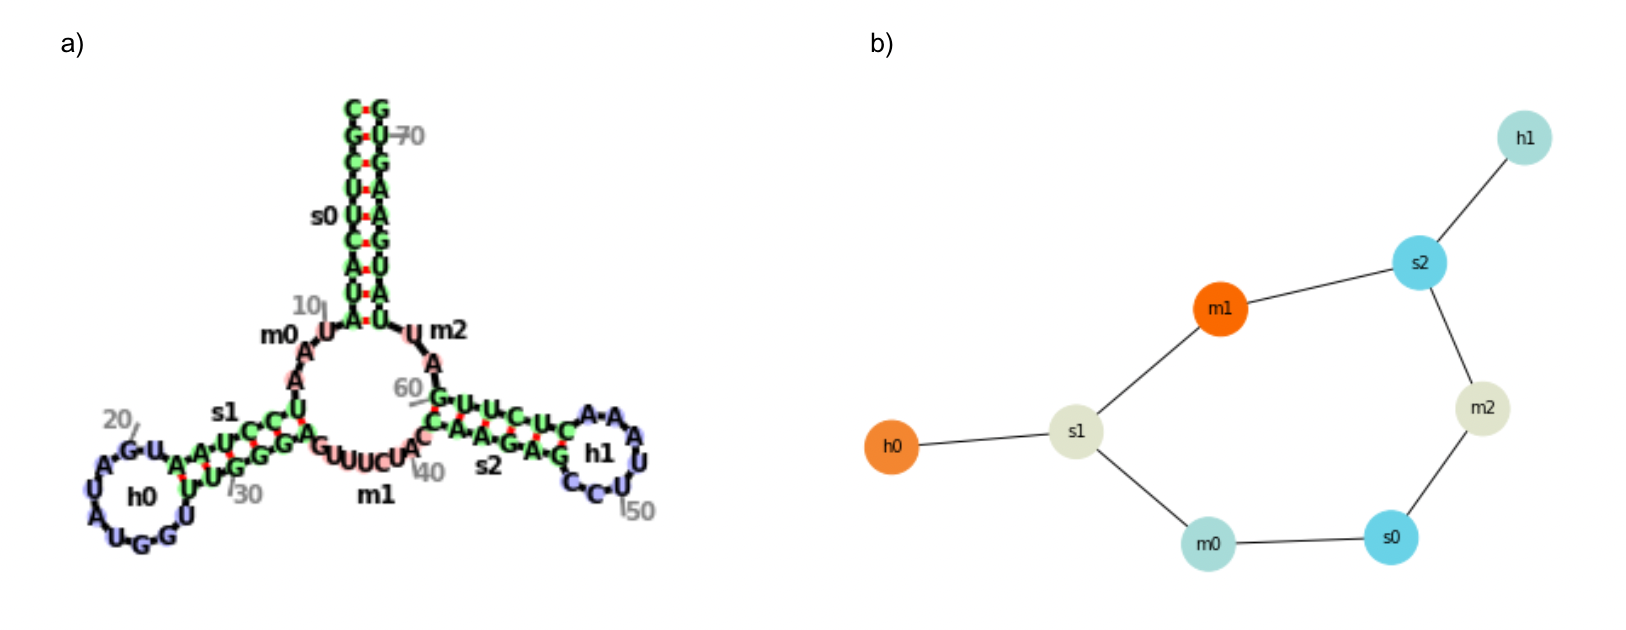 a)
b)
C G
G U 70
C G
U A
s0 U A
C G
A U
U A
10
m0 U A U U m2
A A
A
60
s1 U C C U A A
G U U C U C
20
U G A U A U G G U
h0
U U G G G A
30
G U U U C U A C
m1
40
C A A G A G
s2
C C U U A A A
h1
50
h1
s2
m1
m2
s1
h0
m0
s0